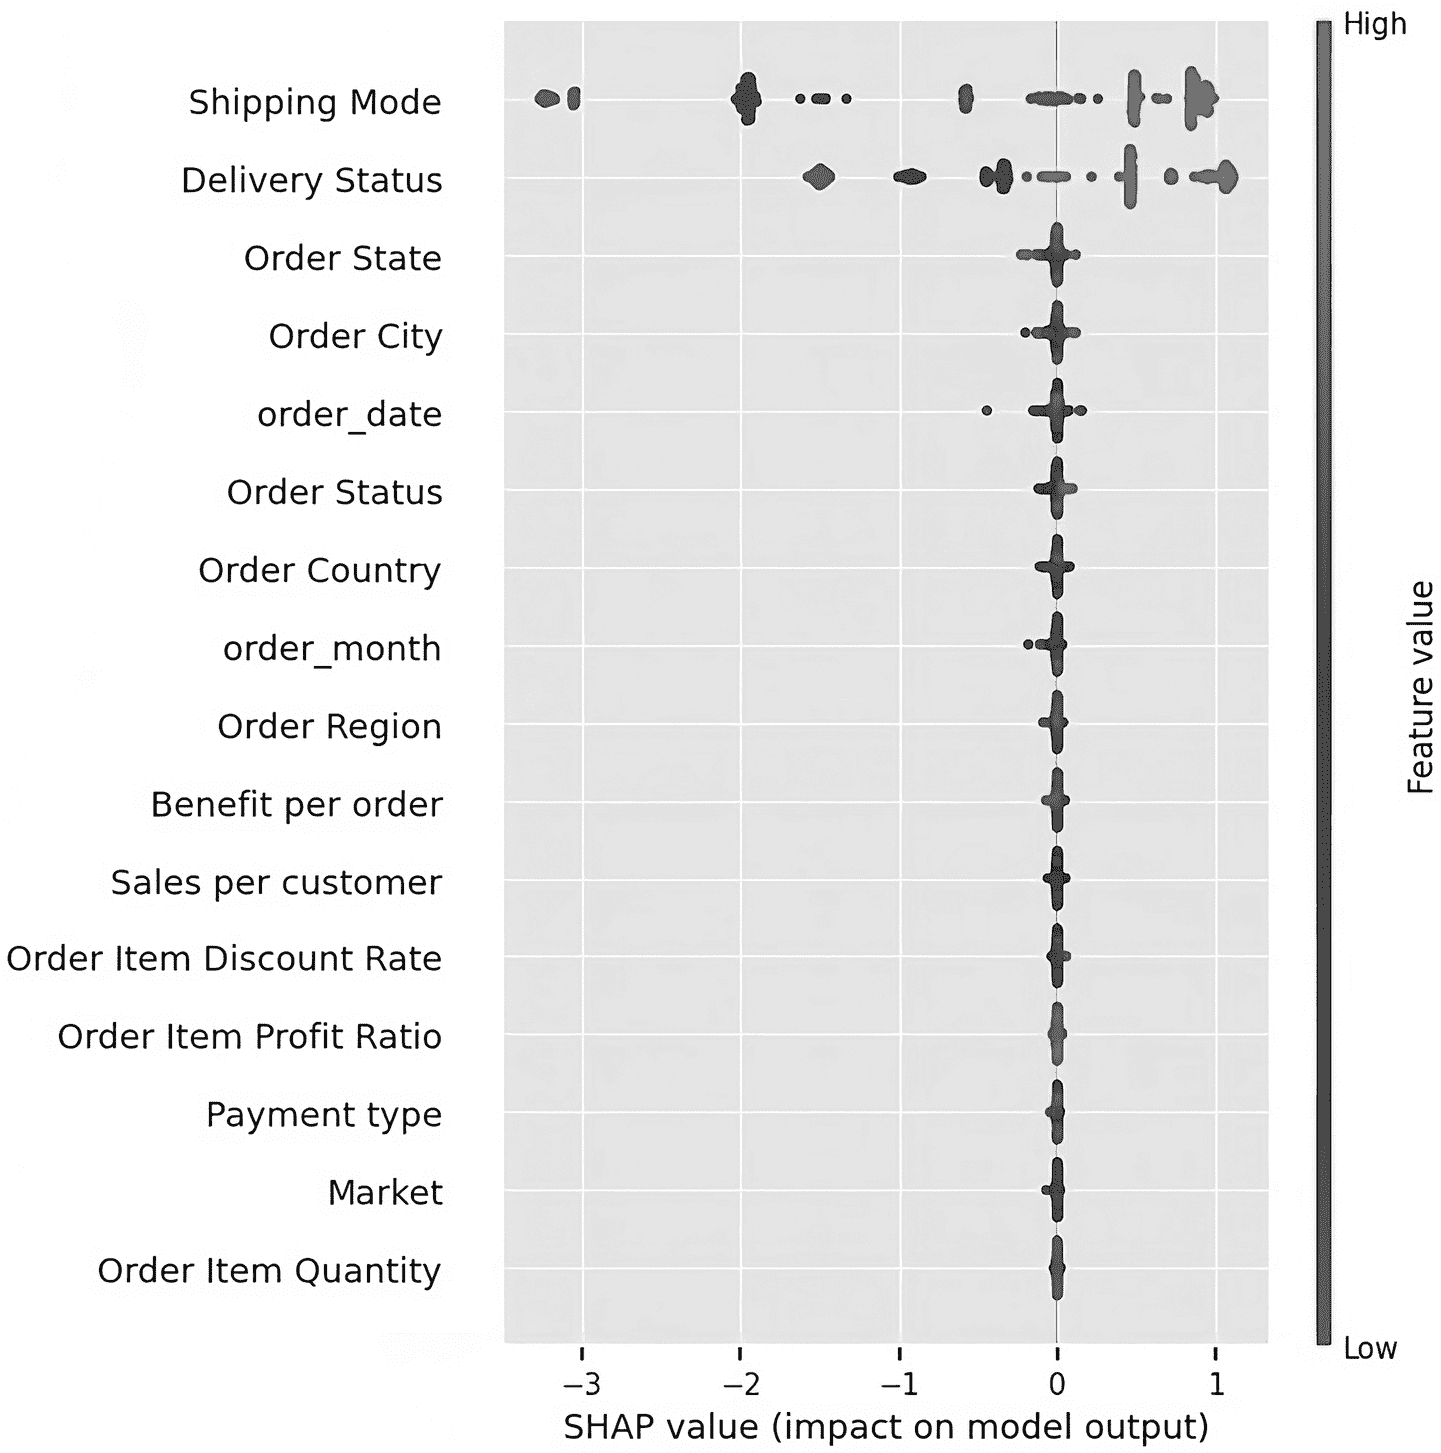 High
Shipping Mode
Delivery Status
Order State
Order City
order_date
Order Status
Order Country
order_month
Order Region
Benefit per order
Sales per customer
Order Item Discount Rate
Order Item Profit Ratio
Payment type
Market
Order Item Quantity
Feature value
Low
−3 −2 −1 0 1
SHAP value (impact on model output)